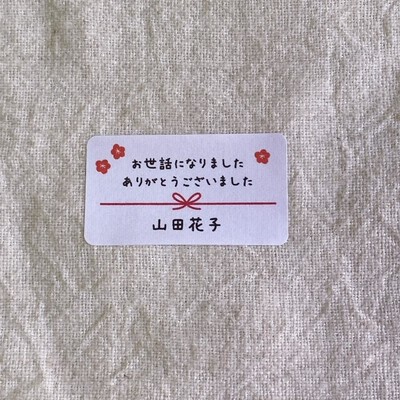 お世話になりました
ありがとうございました
山田花子